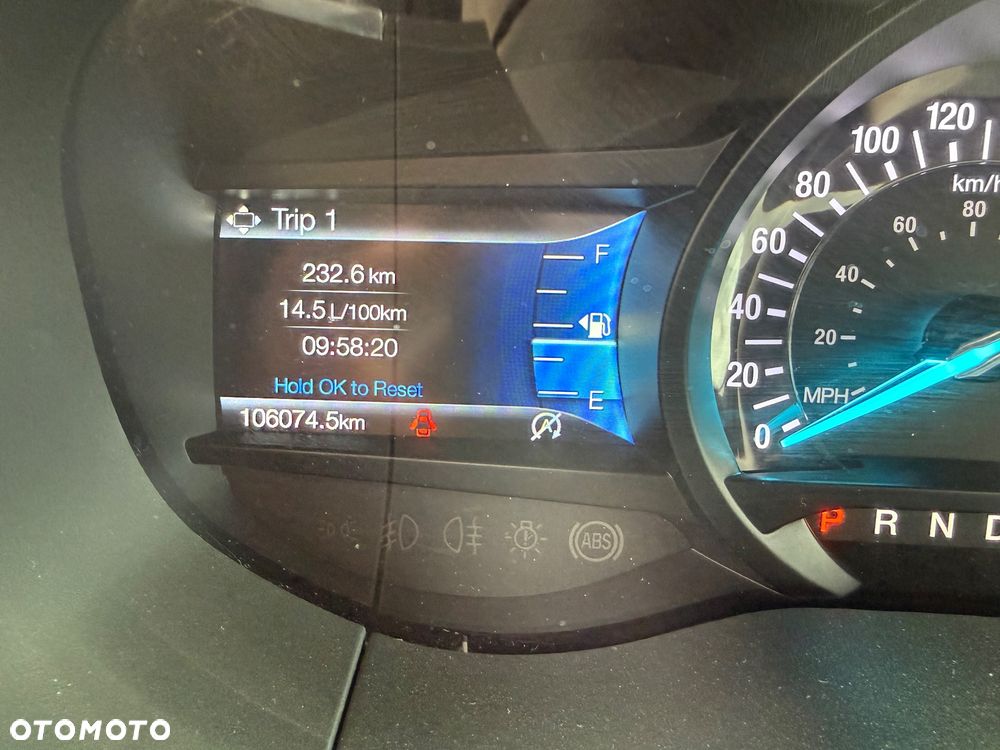 Trip 1
232.6 km
14.5 L/100km
09:58:20
Hold OK to Reset
106074.5km
F
E
A
ABS
0
20
40
60
80
100
120
km/h
20
40
60
80
MPH
P R N D
OTOMOTO